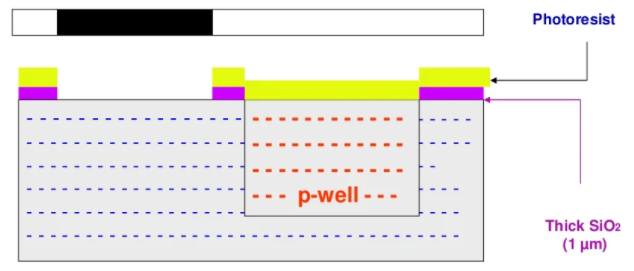 Photoresist
p-well
Thick SiO₂
(1 µm)